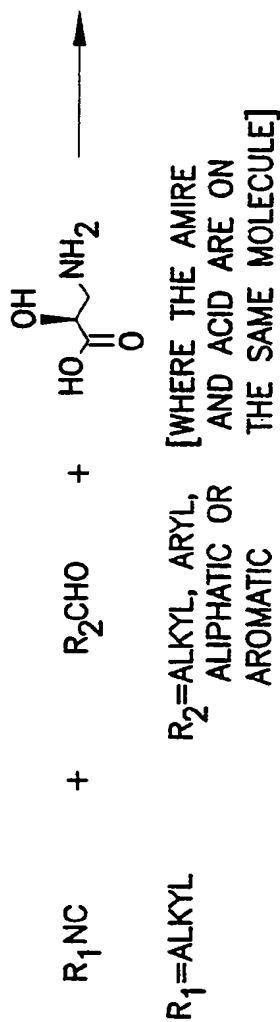 R₁NC + R₂CHO + HO O OH NH₂
R₁=ALKYL
R₂=ALKYL, ARYL,
ALIPHATIC OR
AROMATIC
[WHERE THE AMIRE
AND ACID ARE ON
THE SAME MOLECULE]